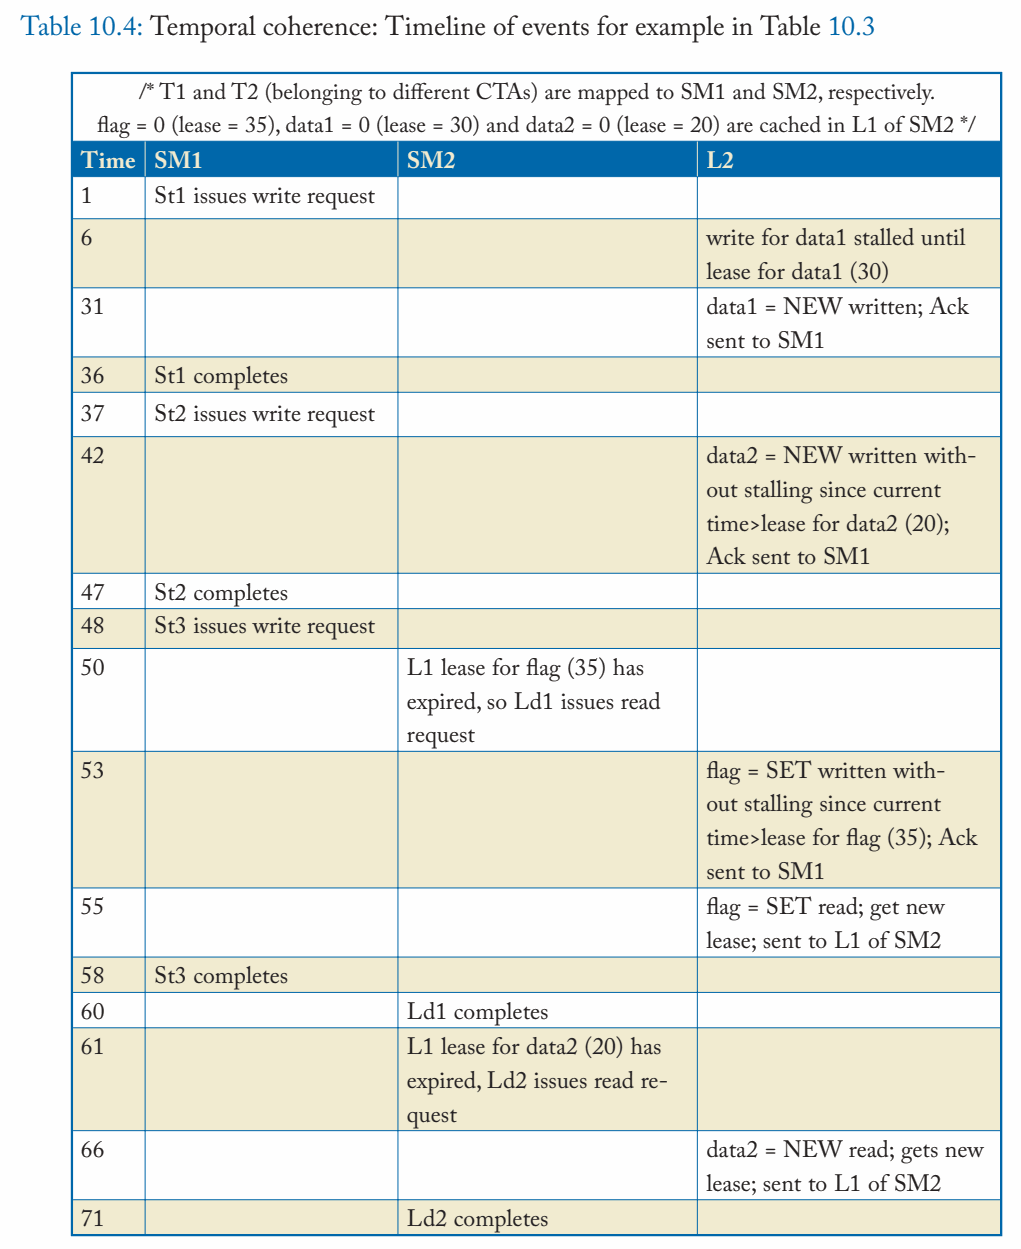 Table 10.4: Temporal coherence: Timeline of events for example in Table 10.3
/* T1 and T2 (belonging to different CTAs) are mapped to SM1 and SM2, respectively.
flag = 0 (lease = 35), data1 = 0 (lease = 30) and data2 = 0 (lease = 20) are cached in L1 of SM2 */
Time SM1 SM2 L2
1 St1 issues write request
6 write for data1 stalled until
lease for data1 (30)
31 data1 = NEW written; Ack
sent to SM1
36 St1 completes
37 St2 issues write request
42 data2 = NEW written with-
out stalling since current
time>lease for data2 (20);
Ack sent to SM1
47 St2 completes
48 St3 issues write request
50 L1 lease for flag (35) has
expired, so Ld1 issues read
request
53 flag = SET written with-
out stalling since current
time>lease for flag (35); Ack
sent to SM1
55 flag = SET read; get new
lease; sent to L1 of SM2
58 St3 completes
60 Ld1 completes
61 L1 lease for data2 (20) has
expired, Ld2 issues read re-
quest
66 data2 = NEW read; gets new
lease; sent to L1 of SM2
71 Ld2 completes